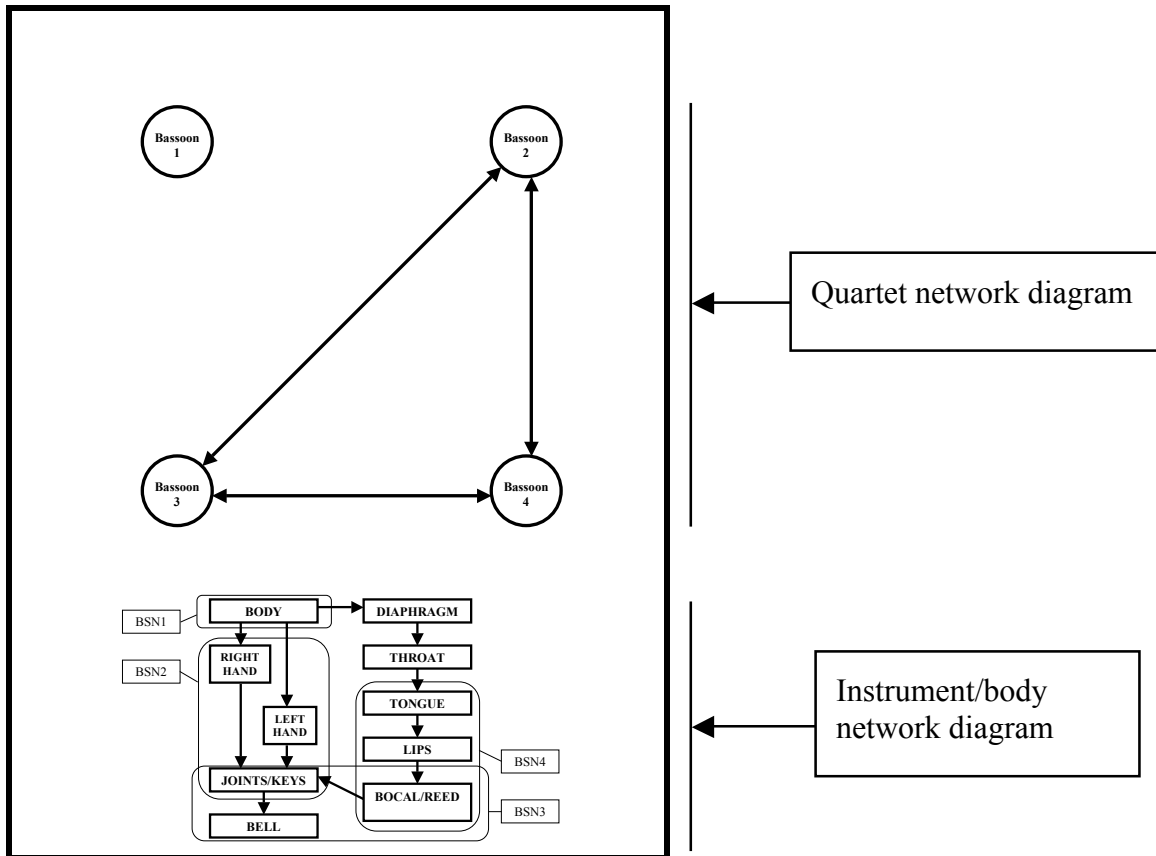 Bassoon
1
Bassoon
2
Quartet network diagram
Bassoon
3
Bassoon
4
BSN1
BODY
DIAPHRAGM
BSN2
RIGHT
HAND
THROAT
TONGUE
LEFT
HAND
LIPS
BSN4
JOINTS/KEYS
BOCAL/REED
BSN3
BELL
Instrument/body
network diagram